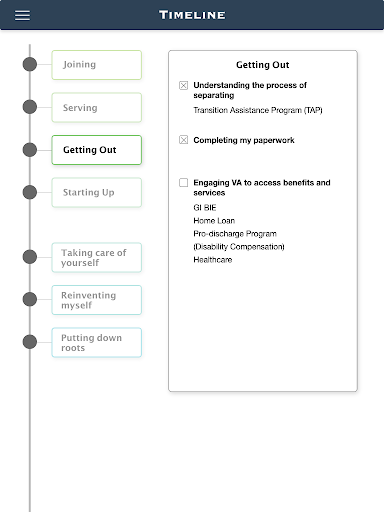 Timeline
Joining
Serving
Getting Out
Starting Up
Taking care of
yourself
Reinventing
myself
Putting down
roots
Getting Out
Understanding the process of
separating
Transition Assistance Program (TAP)
Completing my paperwork
Engaging VA to access benefits and
services
GI BIE
Home Loan
Pro-discharge Program
(Disability Compensation)
Healthcare